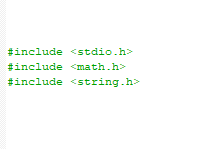 #include <stdio.h>
#include <math.h>
#include <string.h>